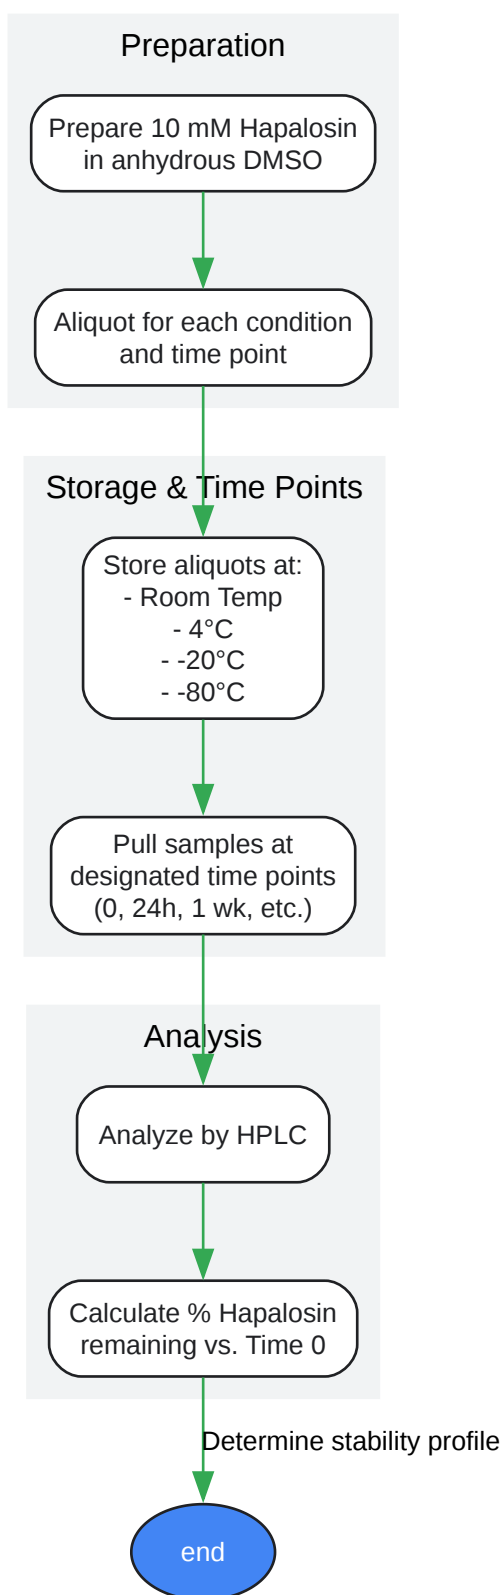 Preparation
Prepare 10 mM Hapalosin
in anhydrous DMSO
Aliquot for each condition
and time point
Storage & Time Points
Store aliquots at:
- Room Temp
- 4°C
- -20°C
- -80°C
Pull samples at
designated time points
(0, 24h, 1 wk, etc.)
Analysis
Analyze by HPLC
Calculate % Hapalosin
remaining vs. Time 0
Determine stability profile
end